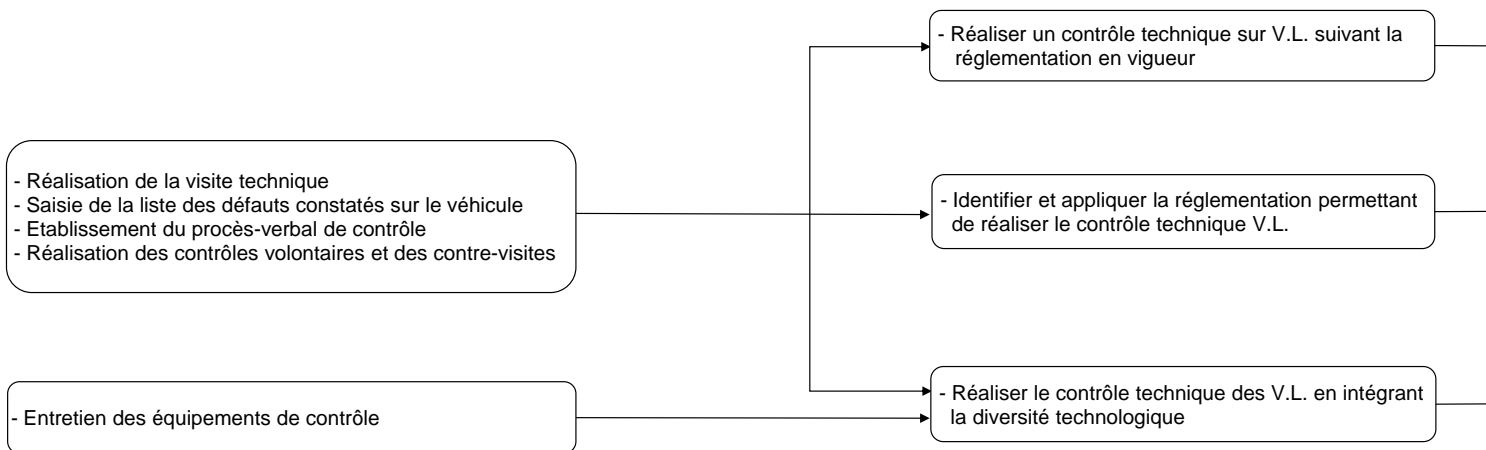 - Réaliser un contrôle technique sur V.L. suivant la
réglementation en vigueur
- Réalisation de la visite technique
- Saisie de la liste des défauts constatés sur le véhicule
- Etablissement du procès-verbal de contrôle
- Réalisation des contrôles volontaires et des contre-visites
- Identifier et appliquer la réglementation permettant
de réaliser le contrôle technique V.L.
- Entretien des équipements de contrôle
- Réaliser le contrôle technique des V.L. en intégrant
la diversité technologique